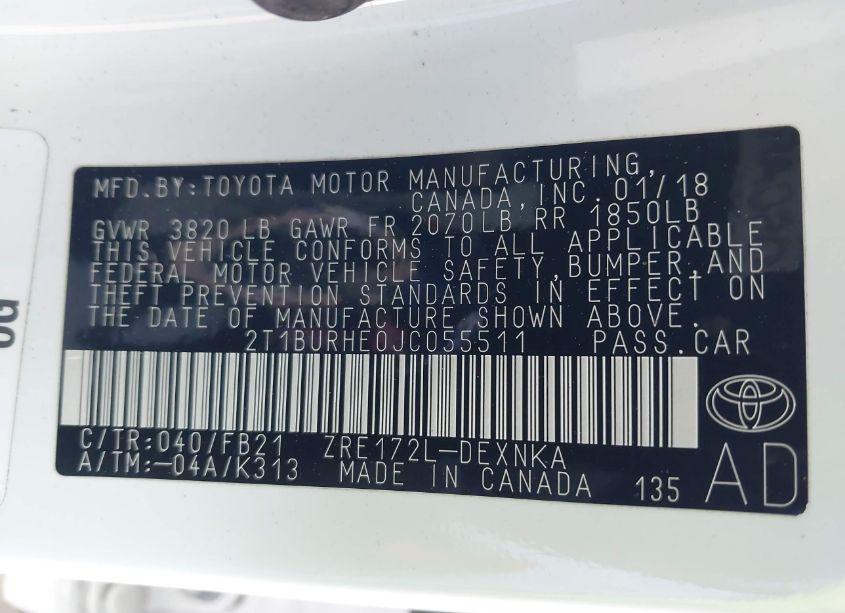 MFD.BY:TOYOTA MOTOR MANUFACTURING,
CANADA,INC. 01/18
GVWR 3820 LB GAWR FR 2070LB RR 1850LB
THIS VEHICLE CONFORMS TO ALL APPLICABLE
FEDERAL MOTOR VEHICLE SAFETY,BUMPER,AND
THEFT PREVENTION STANDARDS IN EFFECT ON
THE DATE OF MANUFACTURE SHOWN ABOVE.
2T1BURHE0JC055511 PASS.CAR
C/TR:040/FB21 ZRE172L-DEXNKA
A/TM:-04A/K313 MADE IN CANADA 135 AD